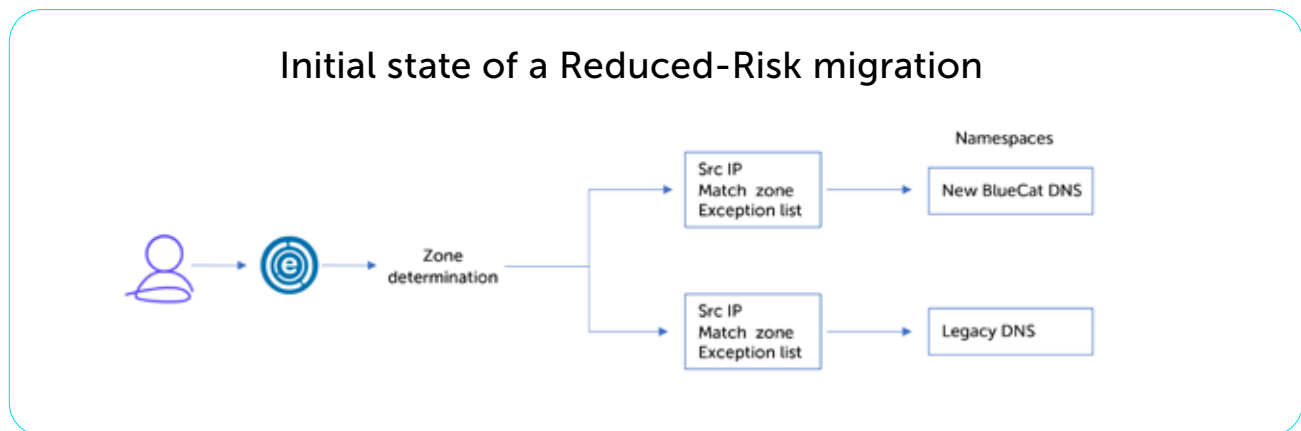 Initial state of a Reduced-Risk migration
Namespaces
Src IP
Match zone
Exception list
New BlueCat DNS
e
Zone
determination
Src IP
Match zone
Exception list
Legacy DNS